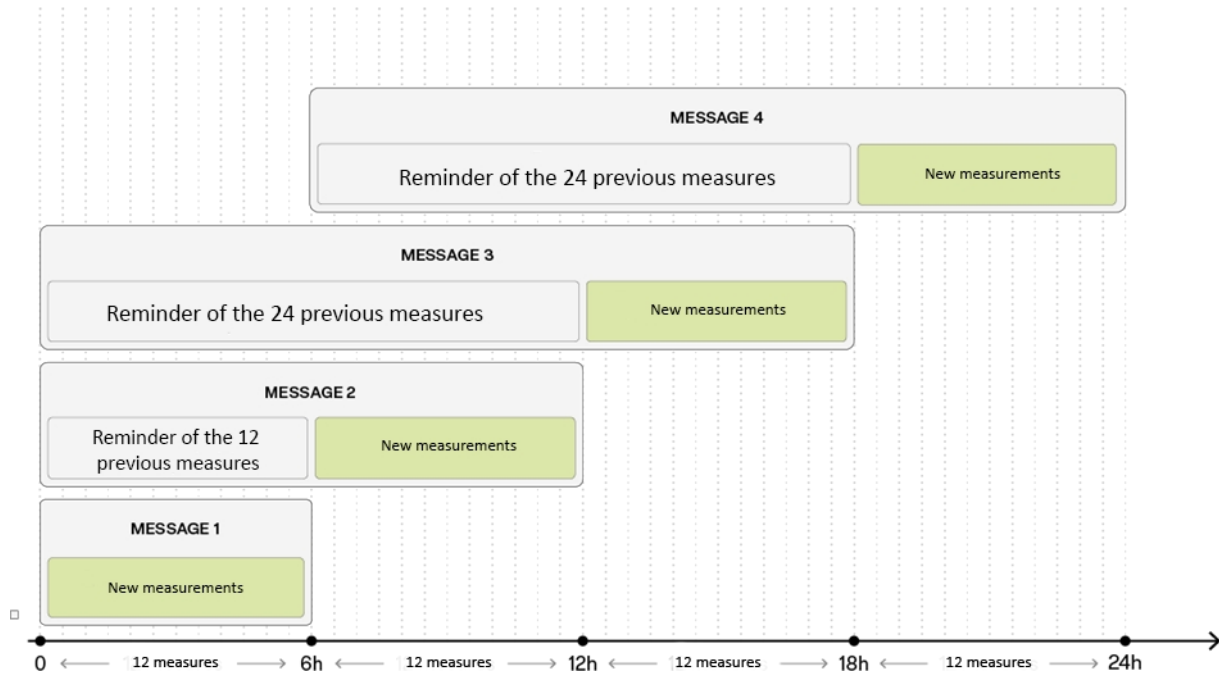 MESSAGE 4
Reminder of the 24 previous measures
New measurements
MESSAGE 3
Reminder of the 24 previous measures
New measurements
MESSAGE 2
Reminder of the 12
previous measures
New measurements
MESSAGE 1
New measurements
0 12 measures 6h 12 measures 12h 12 measures 18h 12 measures 24h